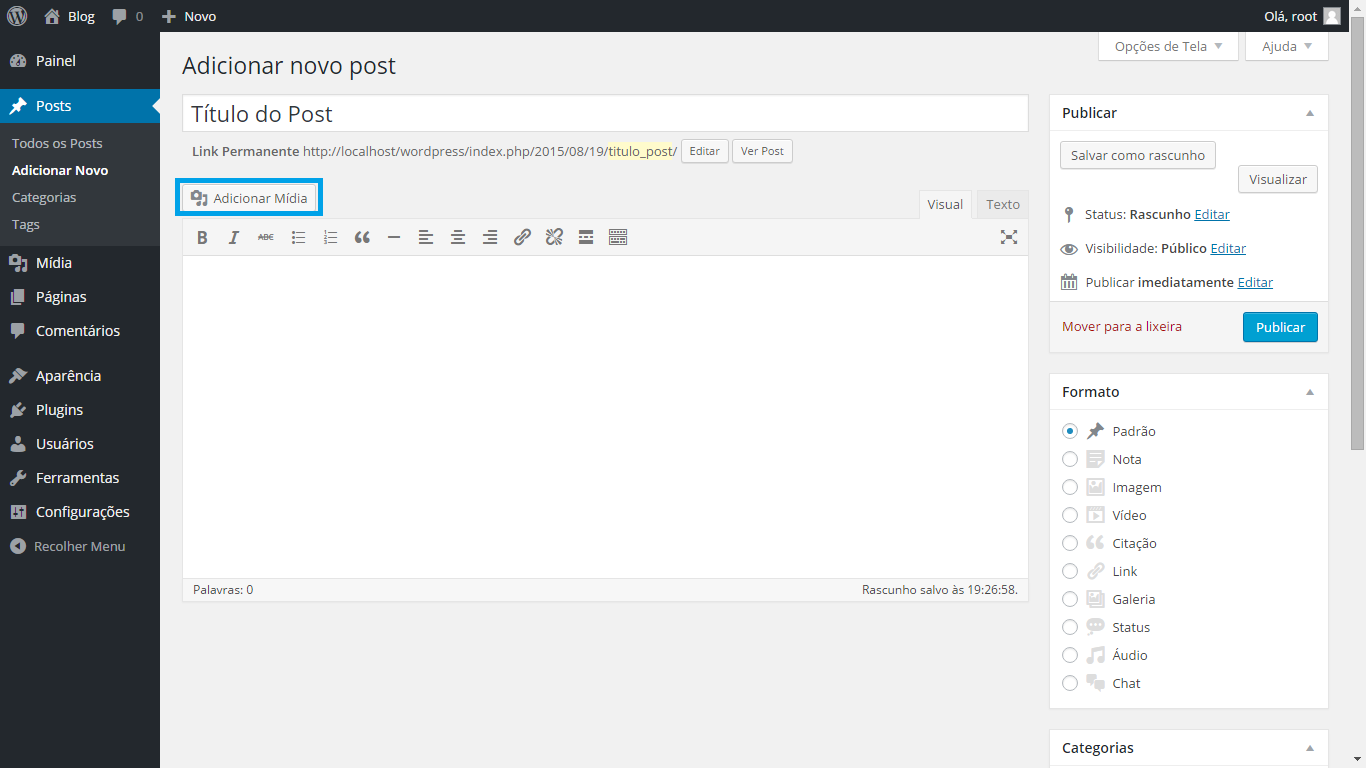 Blog 0 Novo Olá, root
Painel
Posts
Todos os Posts
Adicionar Novo
Categorias
Tags
Mídia
Páginas
Comentários
Aparência
Plugins
Usuários
Ferramentas
Configurações
Recolher Menu
Opções de Tela Ajuda
Adicionar novo post
Título do Post
Link Permanente http://localhost/wordpress/index.php/2015/08/19/titulo_post/ Editar Ver Post
Adicionar Mídia Visual Texto
B I ABC
Palavras: 0 Rascunho salvo às 19:26:58.
Publicar
Salvar como rascunho
Visualizar
Status: Rascunho Editar
Visibilidade: Público Editar
Publicar imediatamente Editar
Mover para a lixeira Publicar
Formato
Padrão
Nota
Imagem
Vídeo
Citação
Link
Galeria
Status
Áudio
Chat
Categorias